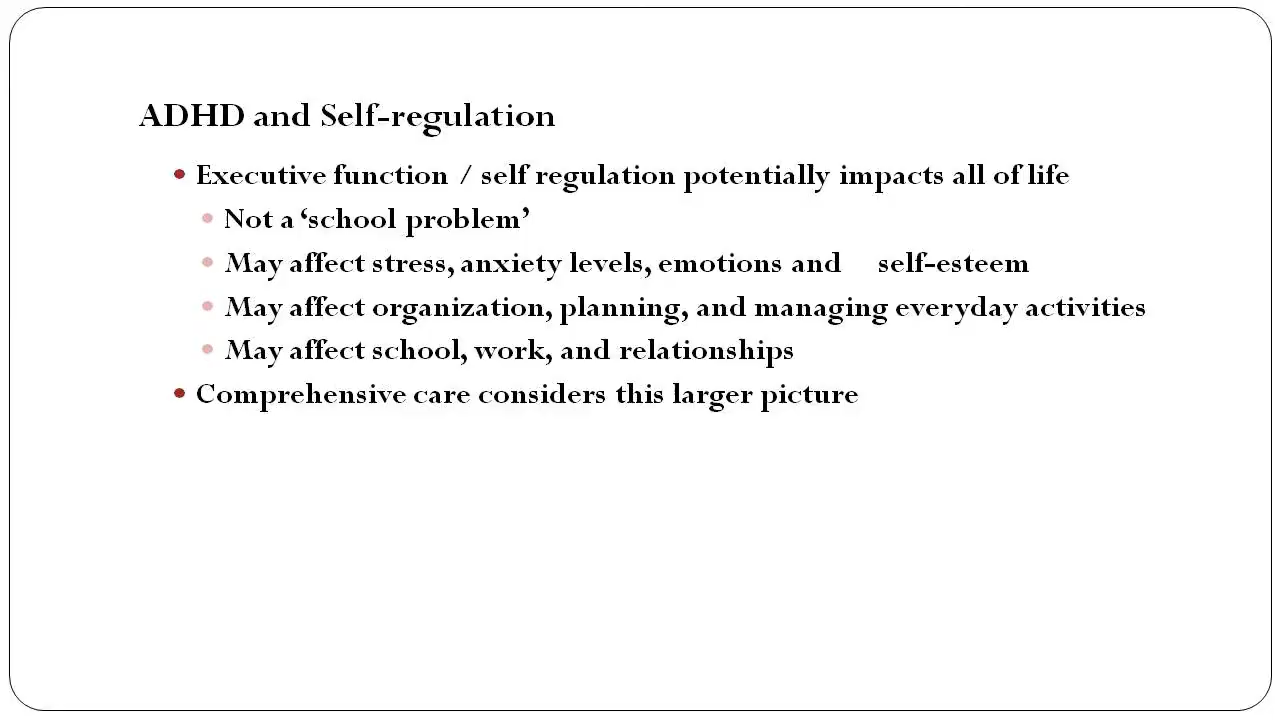 ADHD and Self-regulation
• Executive function / self regulation potentially impacts all of life
• Not a ‘school problem’
• May affect stress, anxiety levels, emotions and self-esteem
• May affect organization, planning, and managing everyday activities
• May affect school, work, and relationships
• Comprehensive care considers this larger picture